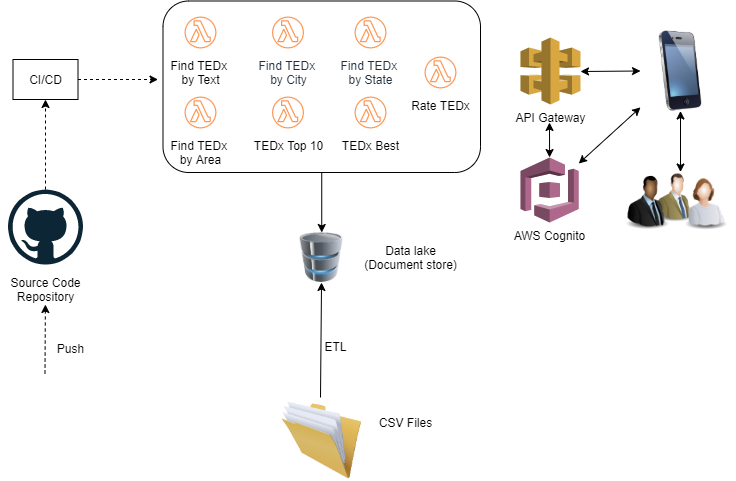 Find TEDx
by Text
Find TEDx
by City
Find TEDx
by State
Rate TEDx
Find TEDx
by Area
TEDx Top 10
TEDx Best
CI/CD
API Gateway
AWS Cognito
Source Code
Repository
Data lake
(Document store)
Push
ETL
CSV Files